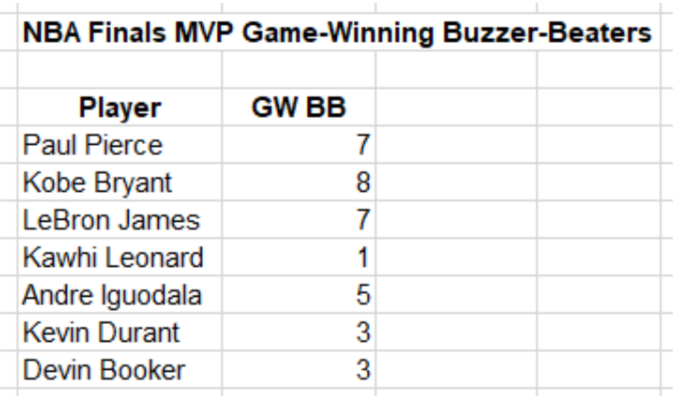 NBA Finals MVP Game-Winning Buzzer-Beaters
Player GW BB
Paul Pierce 7
Kobe Bryant 8
LeBron James 7
Kawhi Leonard 1
Andre Iguodala 5
Kevin Durant 3
Devin Booker 3